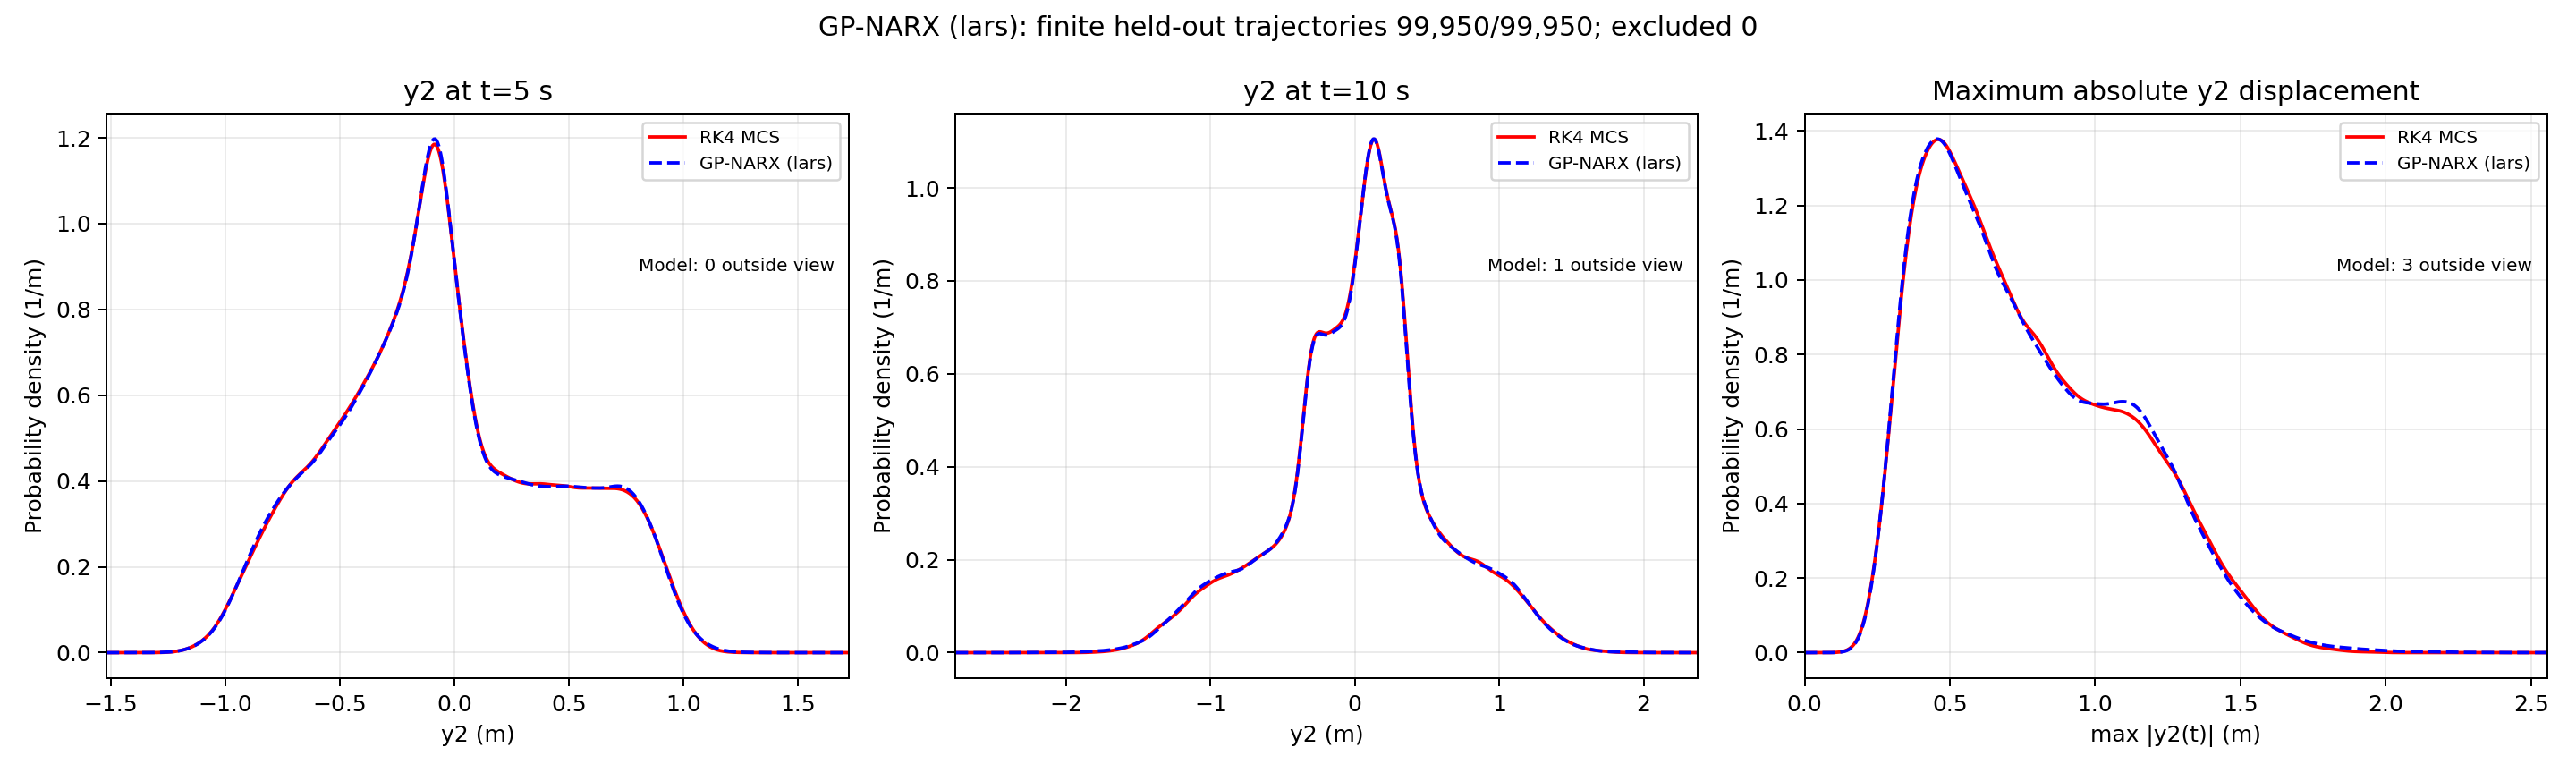 GP-NARX (lars): finite held-out trajectories 99,950/99,950; excluded 0
y2 at t=5 s
Probability density (1/m)
1.2
1.0
0.8
0.6
0.4
0.2
0.0
RK4 MCS
GP-NARX (lars)
Model: 0 outside view
−1.5 −1.0 −0.5 0.0 0.5 1.0 1.5
y2 (m)
y2 at t=10 s
Probability density (1/m)
1.0
0.8
0.6
0.4
0.2
0.0
RK4 MCS
GP-NARX (lars)
Model: 1 outside view
−2 −1 0 1 2
y2 (m)
Maximum absolute y2 displacement
Probability density (1/m)
1.4
1.2
1.0
0.8
0.6
0.4
0.2
0.0
RK4 MCS
GP-NARX (lars)
Model: 3 outside view
0.0 0.5 1.0 1.5 2.0 2.5
max |y2(t)| (m)